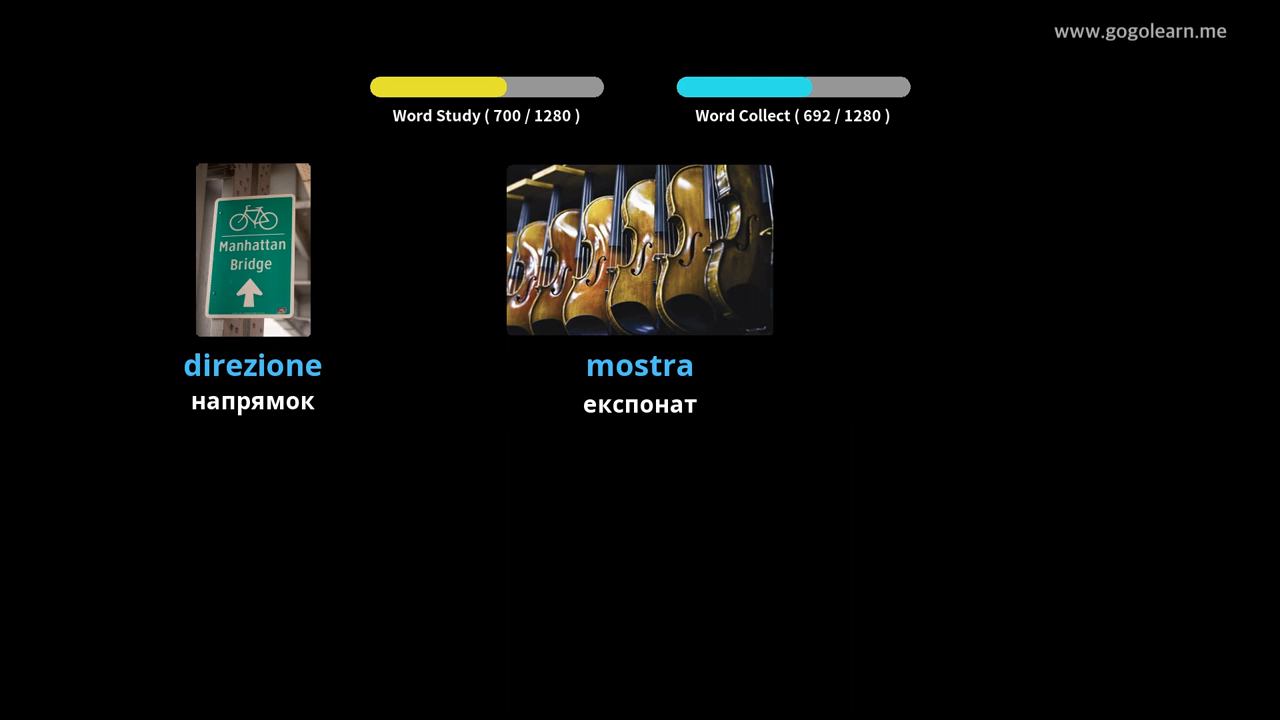 www.gogolearn.me
Word Study ( 700 / 1280 )
Word Collect ( 692 / 1280 )
Manhattan
Bridge
direzione
mostra
напрямок
експонат